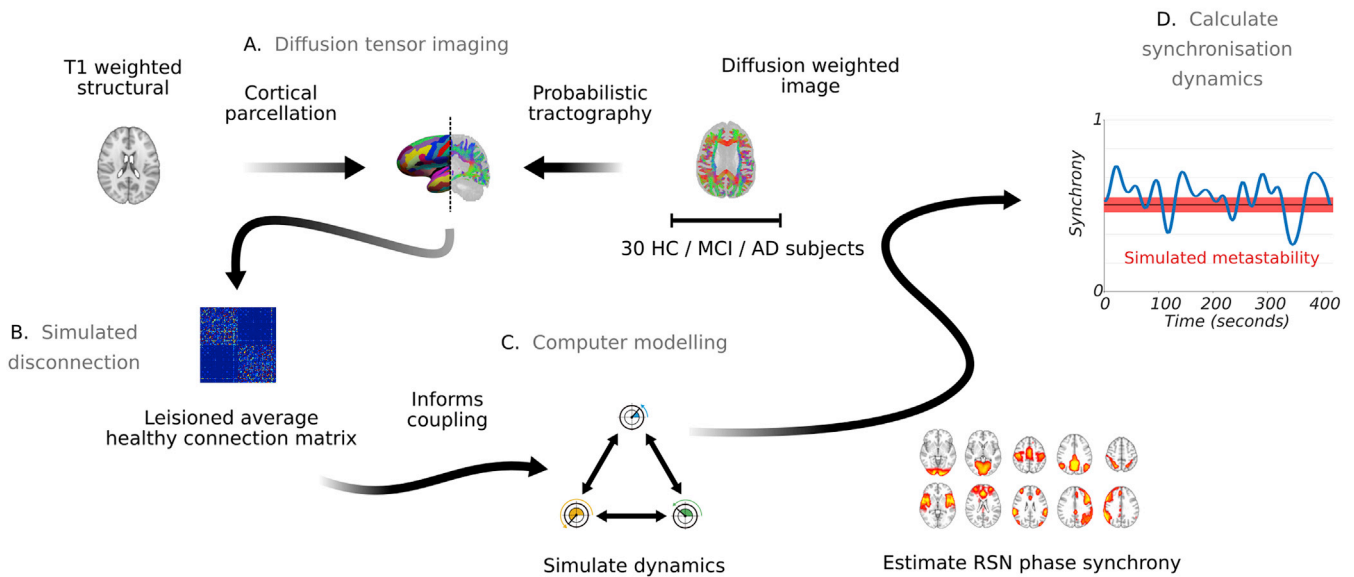 A. Diffusion tensor imaging
T1 weighted
structural
Cortical
parcellation
Probabilistic
tractography
Diffusion weighted
image
30 HC / MCI / AD subjects
D. Calculate
synchronisation
dynamics
1
Synchrony
0
Simulated metastability
0 100 200 300 400
Time (seconds)
B. Simulated
disconnection
Leisioned average
healthy connection matrix
Informs
coupling
C. Computer modelling
Simulate dynamics
Estimate RSN phase synchrony